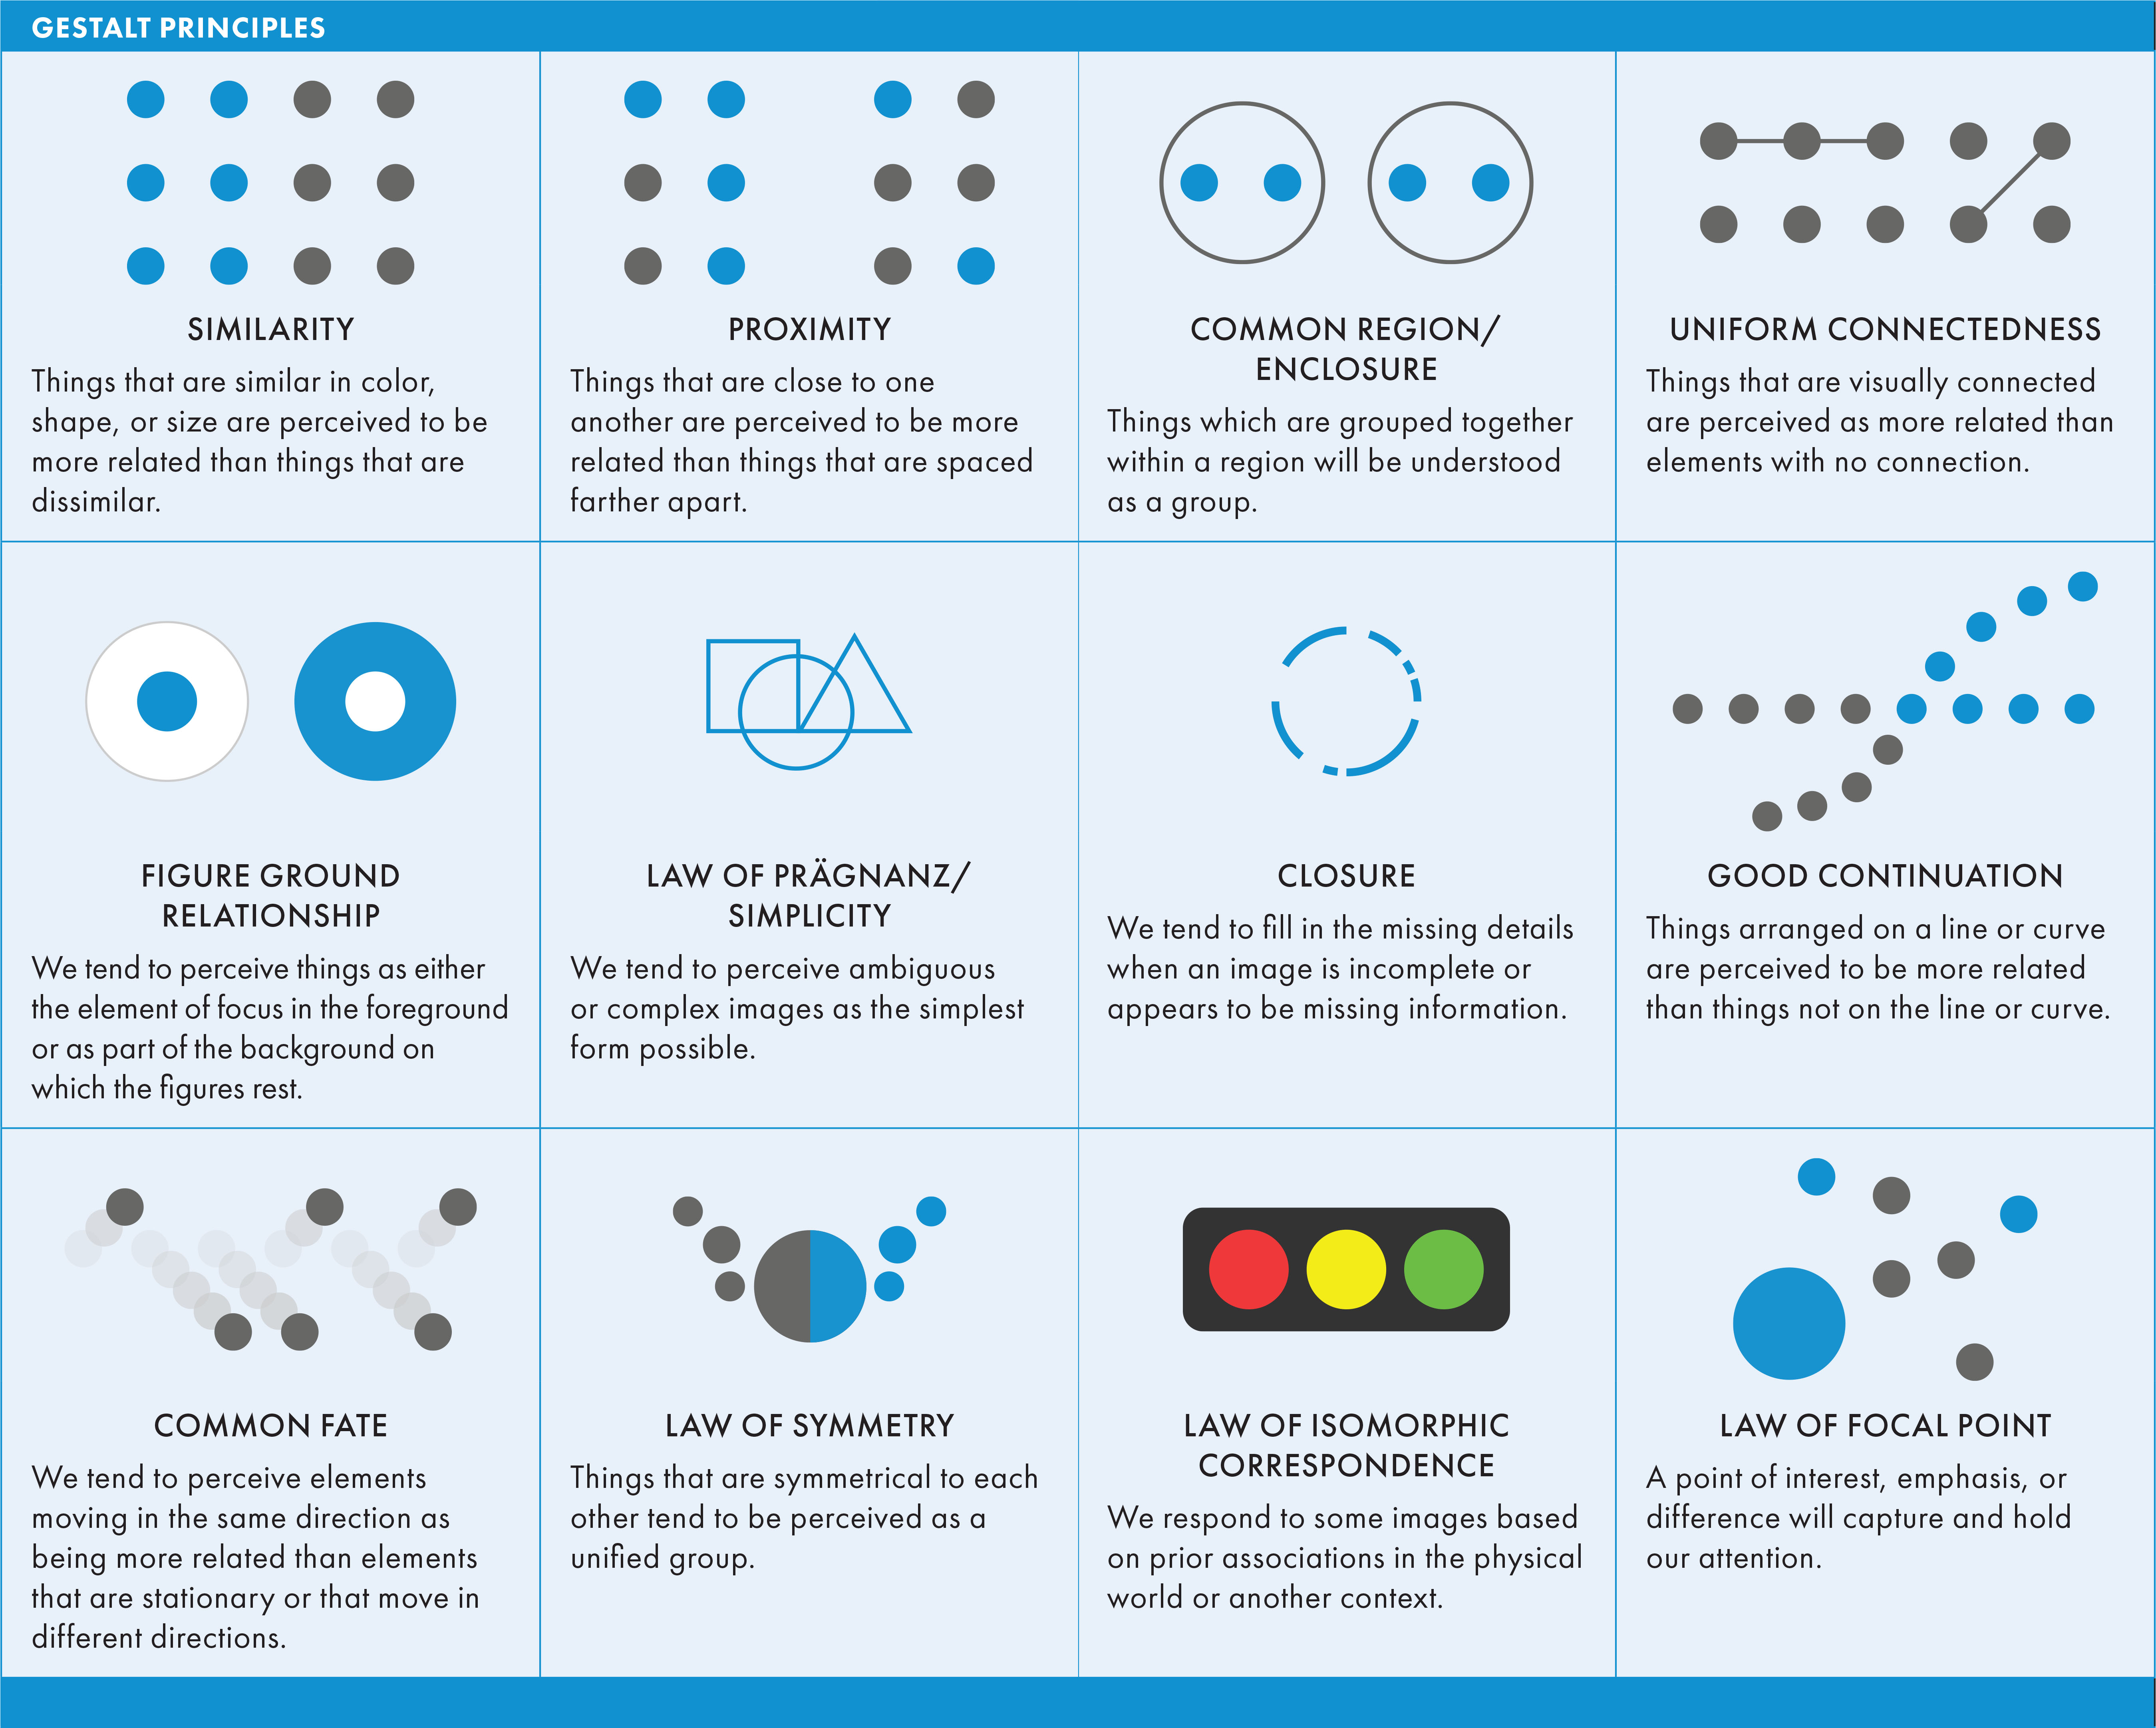 GESTALT PRINCIPLES
SIMILARITY
Things that are similar in color,
shape, or size are perceived to be
more related than things that are
dissimilar.
PROXIMITY
Things that are close to one
another are perceived to be more
related than things that are spaced
farther apart.
COMMON REGION/
ENCLOSURE
Things which are grouped together
within a region will be understood
as a group.
UNIFORM CONNECTEDNESS
Things that are visually connected
are perceived as more related than
elements with no connection.
FIGURE GROUND
RELATIONSHIP
We tend to perceive things as either
the element of focus in the foreground
or as part of the background on
which the figures rest.
LAW OF PRÄGNANZ/
SIMPLICITY
We tend to perceive ambiguous
or complex images as the simplest
form possible.
CLOSURE
We tend to fill in the missing details
when an image is incomplete or
appears to be missing information.
GOOD CONTINUATION
Things arranged on a line or curve
are perceived to be more related
than things not on the line or curve.
COMMON FATE
We tend to perceive elements
moving in the same direction as
being more related than elements
that are stationary or that move in
different directions.
LAW OF SYMMETRY
Things that are symmetrical to each
other tend to be perceived as a
unified group.
LAW OF ISOMORPHIC
CORRESPONDENCE
We respond to some images based
on prior associations in the physical
world or another context.
LAW OF FOCAL POINT
A point of interest, emphasis, or
difference will capture and hold
our attention.